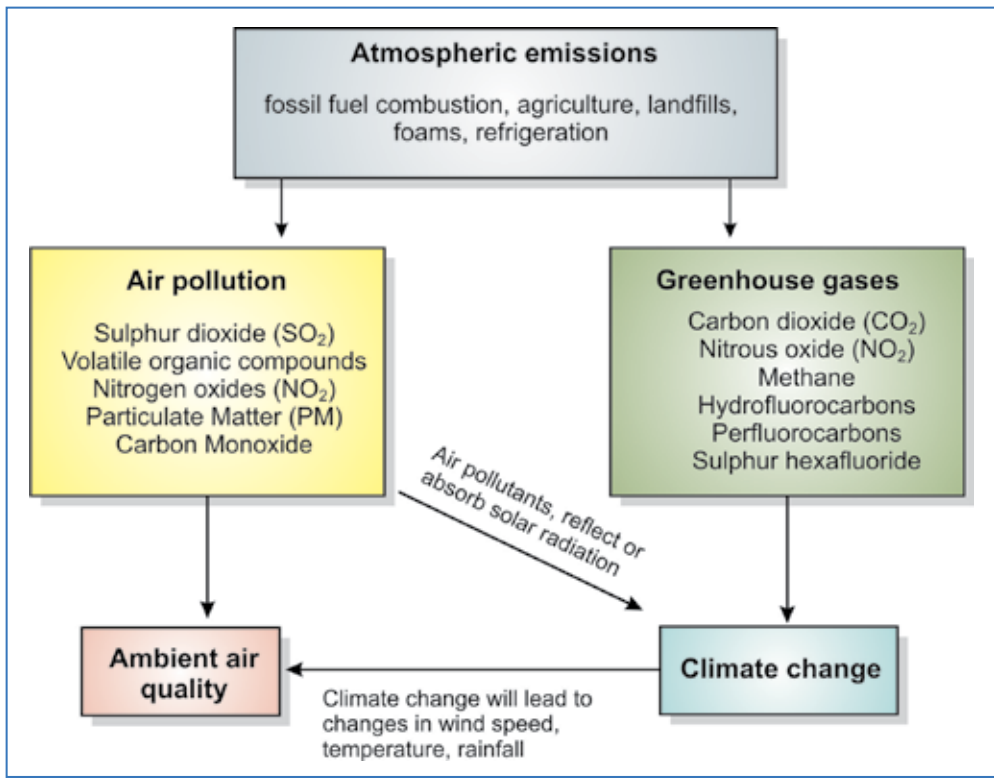 Atmospheric emissions
fossil fuel combustion, agriculture, landfills,
foams, refrigeration
Air pollution
Sulphur dioxide (SO₂)
Volatile organic compounds
Nitrogen oxides (NO₂)
Particulate Matter (PM)
Carbon Monoxide
Greenhouse gases
Carbon dioxide (CO₂)
Nitrous oxide (NO₂)
Methane
Hydrofluorocarbons
Perfluorocarbons
Sulphur hexafluoride
Air pollutants, reflect or
absorb solar radiation
Ambient air
quality
Climate change
Climate change will lead to
changes in wind speed,
temperature, rainfall